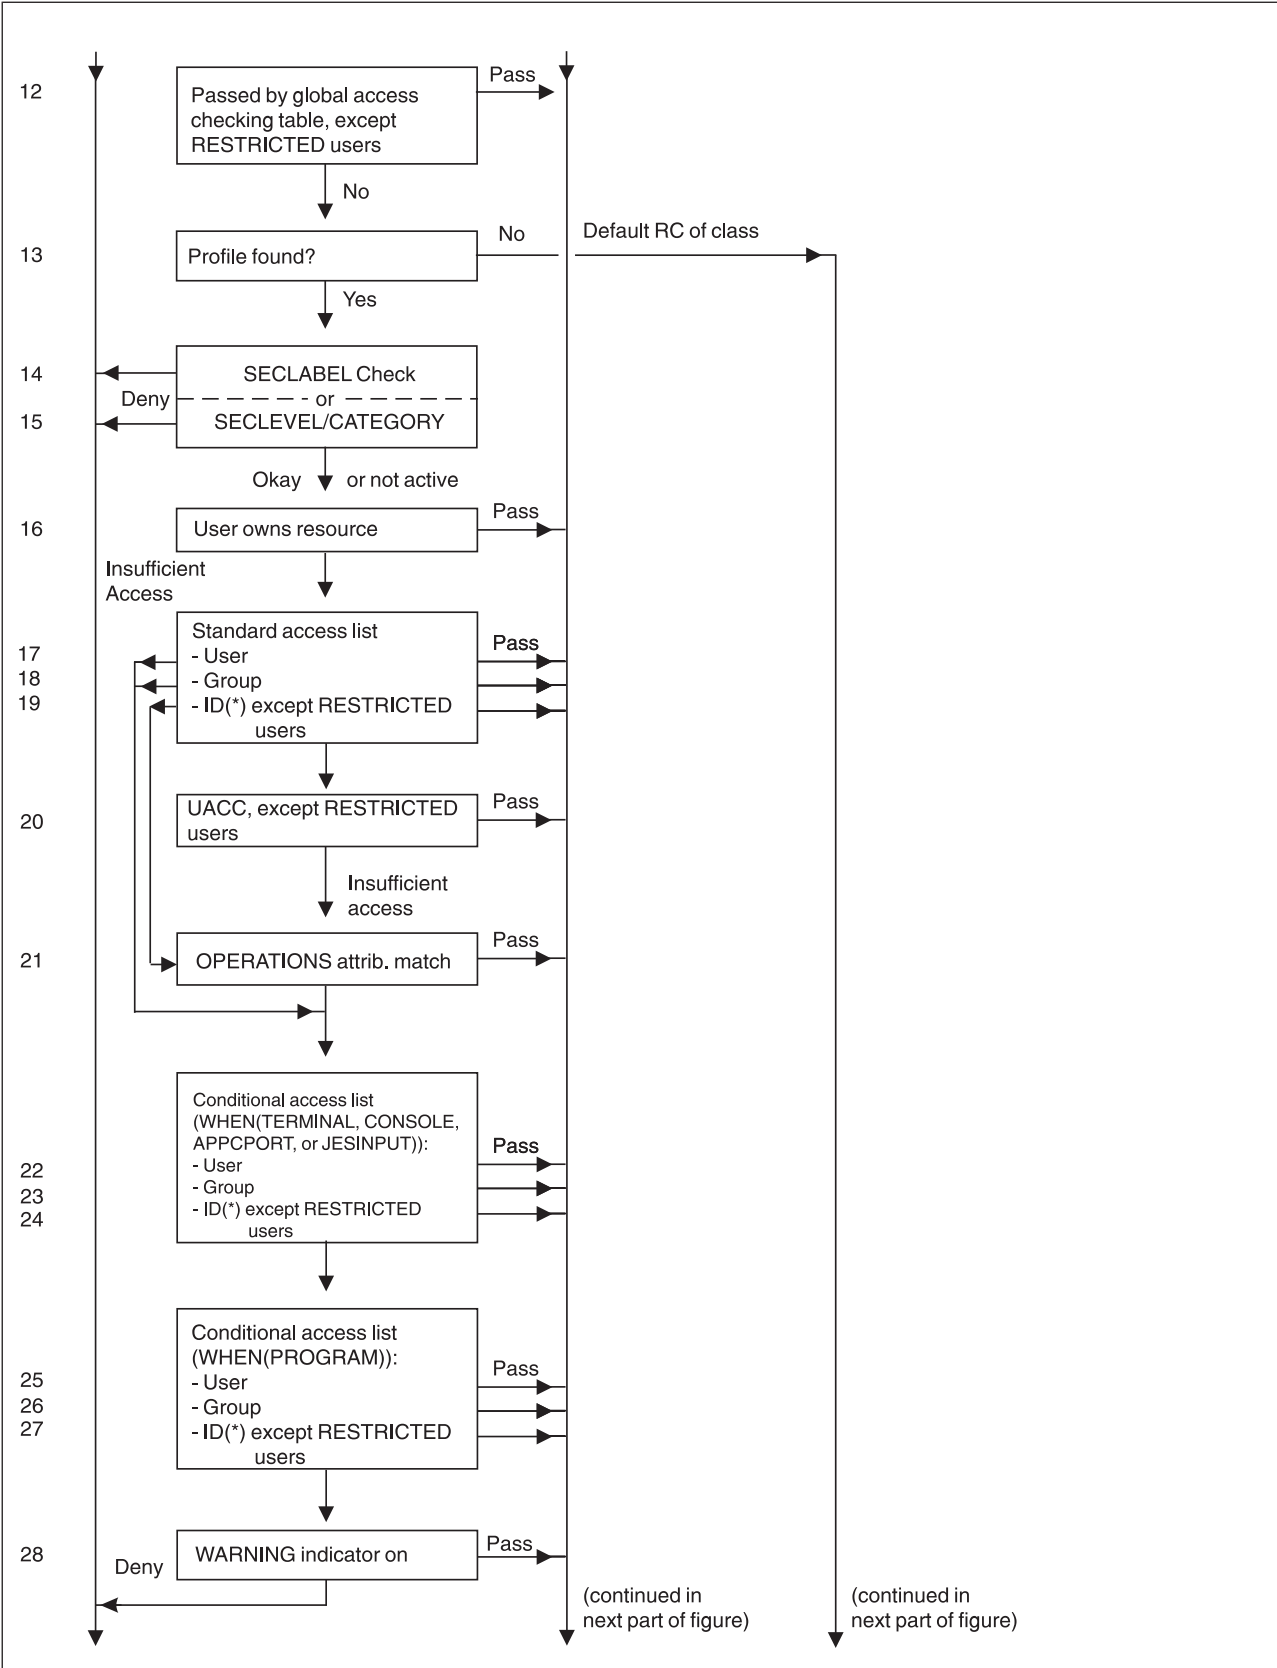 12
Passed by global access
checking table, except
RESTRICTED users
Pass
No
13
Profile found?
No
Default RC of class
Yes
14
SECLABEL Check
Deny
or
15
SECLEVEL/CATEGORY
Okay
or not active
16
User owns resource
Pass
Insufficient
Access
Standard access list
17
- User
Pass
18
- Group
19
- ID(*) except RESTRICTED
users
20
UACC, except RESTRICTED
users
Pass
Insufficient
access
21
OPERATIONS attrib. match
Pass
Conditional access list
(WHEN(TERMINAL, CONSOLE,
APPCPORT, or JESINPUT)):
Pass
22
- User
23
- Group
24
- ID(*) except RESTRICTED
users
Conditional access list
(WHEN(PROGRAM)):
25
- User
Pass
26
- Group
27
- ID(*) except RESTRICTED
users
28
Deny
WARNING indicator on
Pass
(continued in
next part of figure)
(continued in
next part of figure)